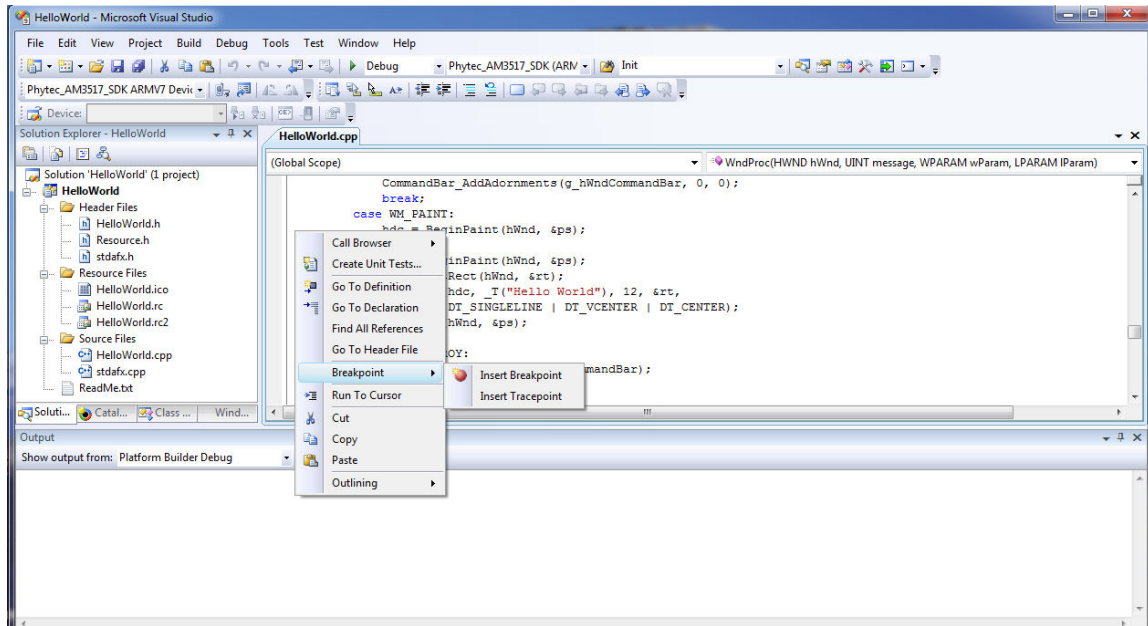 HelloWorld - Microsoft Visual Studio
File Edit View Project Build Debug Tools Test Window Help
Debug Phytec_AM3517_SDK (ARM Init
Phytec_AM3517_SDK ARMV7 Devic
Device:
Solution Explorer - HelloWorld
Solution 'HelloWorld' (1 project)
HelloWorld
Header Files
HelloWorld.h
Resource.h
stdafx.h
Resource Files
HelloWorld.ico
HelloWorld.rc
HelloWorld.rc2
Source Files
HelloWorld.cpp
stdafx.cpp
ReadMe.txt
Soluti... Catal... Class ... Wind...
HelloWorld.cpp
(Global Scope) WndProc(HWND hWnd, UINT message, WPARAM wParam, LPARAM lParam)
CommandBar_AddAdornments(g_hWndCommandBar, 0, 0);
break;
case WM_PAINT:
hdc = BeginPaint(hWnd, &ps);
inPaint(hWnd, &ps);
Rect(hWnd, &rt);
hdc, _T("Hello World"), 12, &rt,
DT_SINGLELINE | DT_VCENTER | DT_CENTER);
hWnd, &ps);
OY:
mandBar);
Call Browser
Create Unit Tests...
Go To Definition
Go To Declaration
Find All References
Go To Header File
Breakpoint
Insert Breakpoint
Insert Tracepoint
Run To Cursor
Cut
Copy
Paste
Outlining
Output
Show output from: Platform Builder Debug